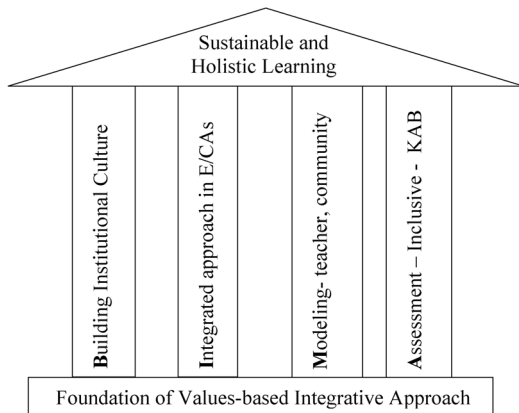 Sustainable and
Holistic Learning
Building Institutional Culture
Integrated approach in E/CAs
Modeling- teacher, community
Assessment – Inclusive - KAB
Foundation of Values-based Integrative Approach